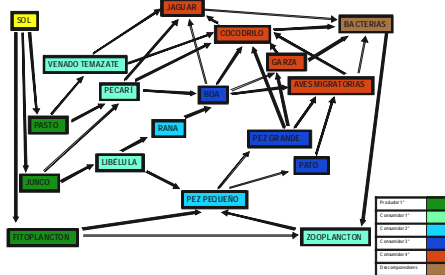 JAGUAR
SOL
BACTERIAS
COCODRILO
VENADO TEMAZATE
GARZA
AVES MIGRATORIAS
PECARI
BOA
PASTO
RANA
PEZ GRANDE
LIBÉLULA
PATO
JUNCO
PEZ PEQUEÑO
FITOPLANCTON
ZOOPLANCTON
Productor 1°
Consumidor 1°
Consumidor 2°
Consumidor 3°
Consumidor 4°
Descomponedores